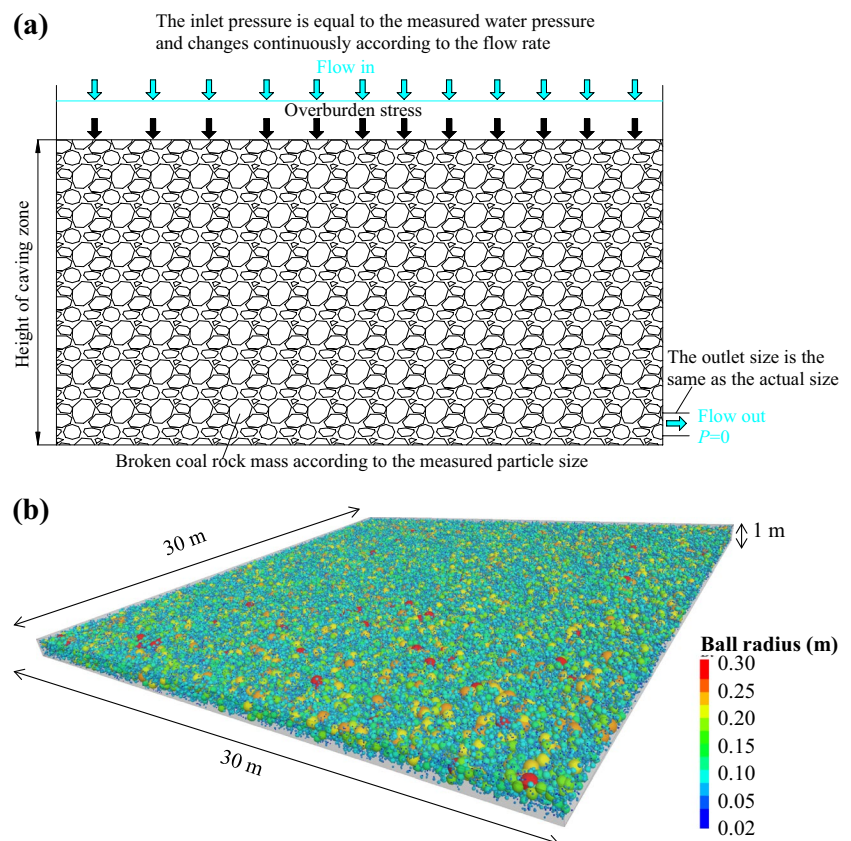 (a)
The inlet pressure is equal to the measured water pressure
and changes continuously according to the flow rate
Flow in
Overburden stress
Height of caving zone
The outlet size is the
same as the actual size
Flow out
P=0
Broken coal rock mass according to the measured particle size
(b)
30 m
1 m
30 m
Ball radius (m)
0.30
0.25
0.20
0.15
0.10
0.05
0.02